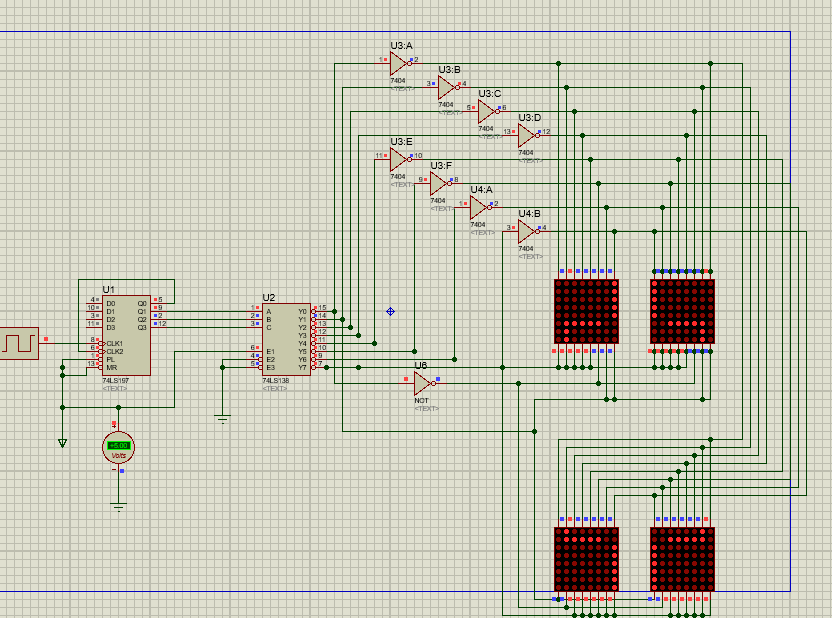 U3:A
1 2
7404
<TEXT>
U3:B
3 4
7404
<TEXT>
U3:C
5 6
7404
<TEXT>
U3:D
13 12
7404
<TEXT>
U3:E
11 10
7404
<TEXT>
U3:F
9 8
7404
<TEXT>
U4:A
1 2
7404
<TEXT>
U4:B
3 4
7404
<TEXT>
U1
4 D0 Q0 5
10 D1 Q1 9
3 D2 Q2 2
11 D3 Q3 12
8 CLK1
6 CLK2
1 PL
13 MR
74LS197
<TEXT>
U2
1 A Y0 15
2 B Y1 14
3 C Y2 13
Y3 12
Y4 11
6 E1 Y5 10
4 E2 Y6 9
5 E3 Y7 7
74LS138
<TEXT>
U6
NOT
<TEXT>
+5.00
Volts